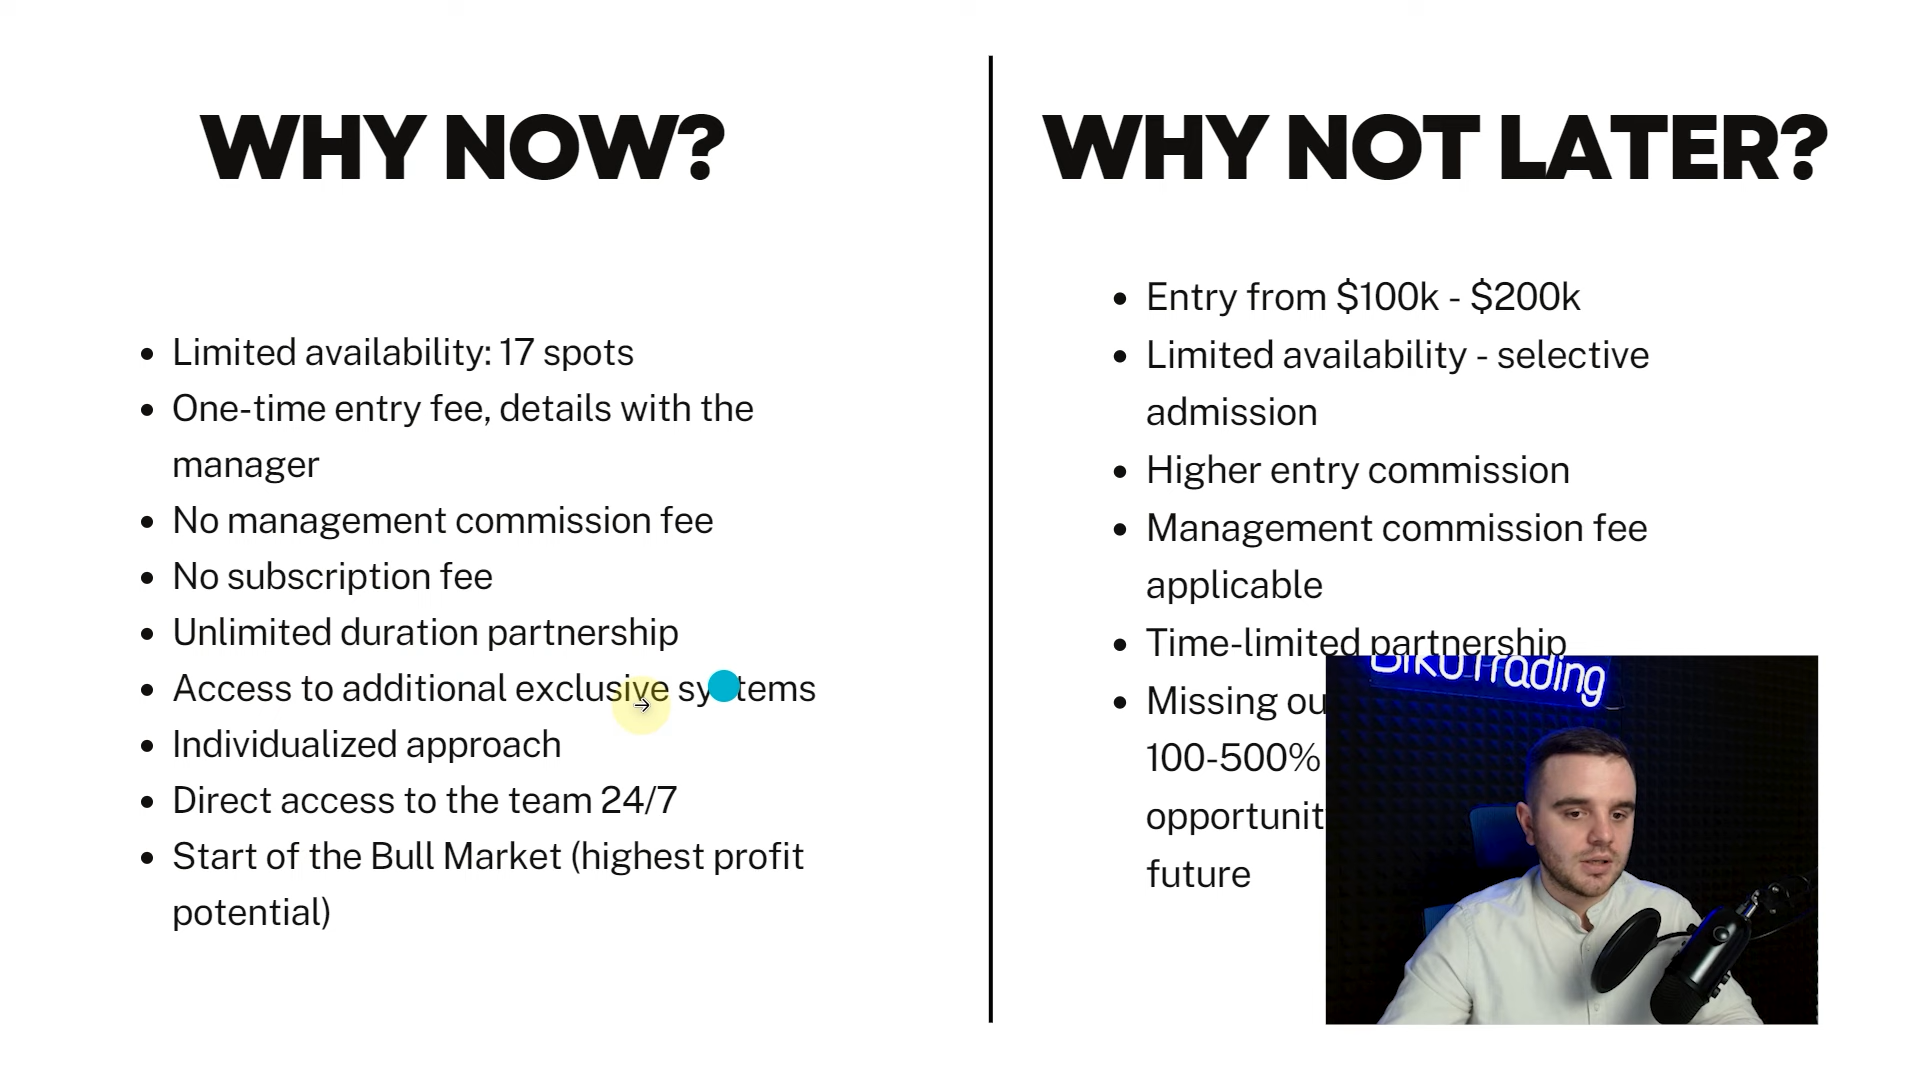 WHY NOW?
Limited availability: 17 spots
One-time entry fee, details with the
manager
No management commission fee
No subscription fee
Unlimited duration partnership
Access to additional exclusive
Individualized approach
Direct access to the team 24/7
Start of the Bull Market (highest profit
potential)
WHY NOT LATER?
Entry from $100k - $200k
Limited availability - selective
admission
Higher entry commission
Management commission fee
applicable
Time-limited partnership
Missing
100-500%
future
Trading